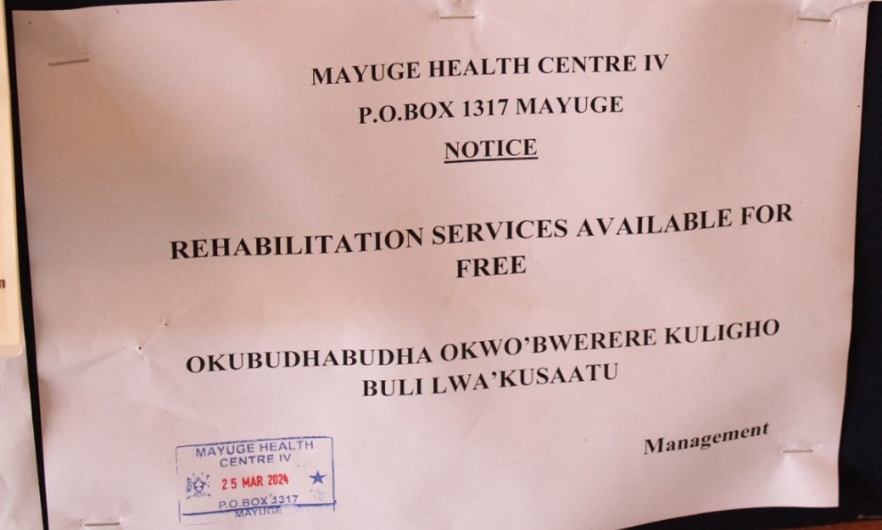 MAYUGE HEALTH CENTRE IV
P.O.BOX 1317 MAYUGE
NOTICE
REHABILITATION SERVICES AVAILABLE FOR
FREE
OKUBUDHABUDHA OKWO'BWERERE KULIGHO
BULI LWA'KUSAATU
Management
MAYUGE HEALTH
CENTRE IV
25 MAR 2024
P.O.BOX 1317
MAYUGE